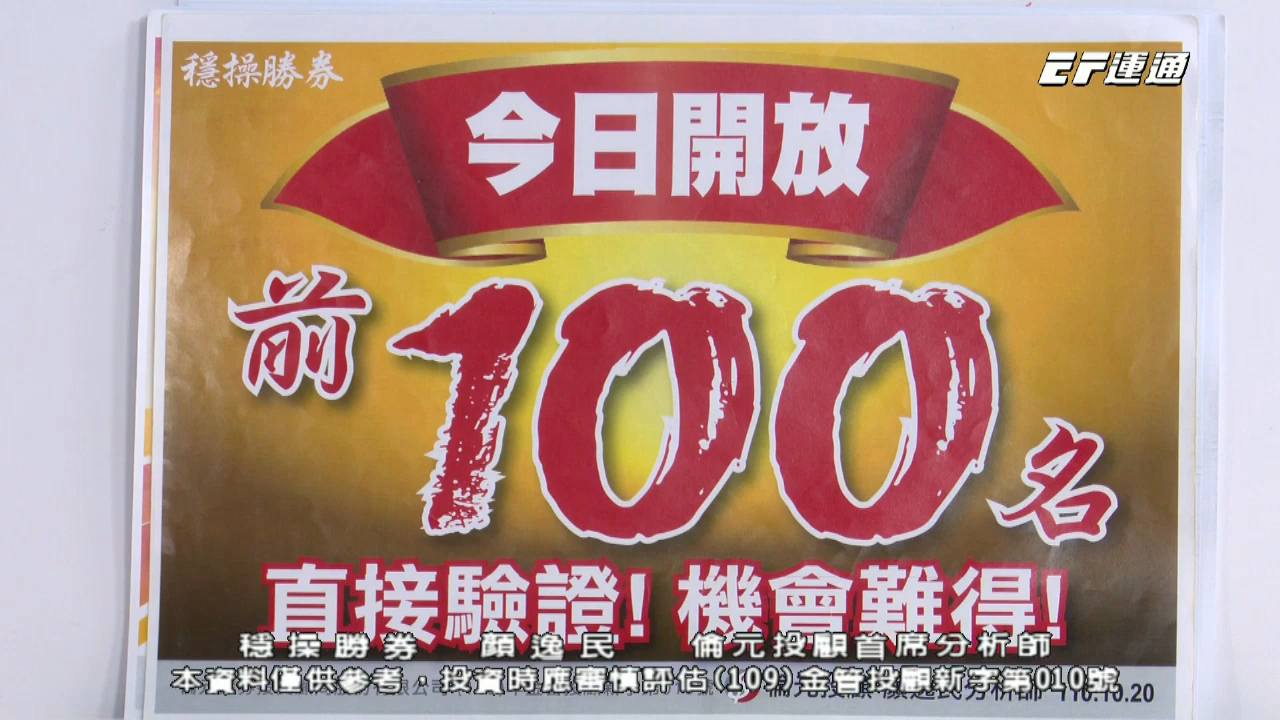 穩操勝券
EF運通
今日開放
前100名
直接驗證! 機會難得!
穩操勝券 顏逸民 倫元投顧首席分析師
本資料僅供參考，投資時應審慎評估(109)金管投顧新字第010號
110.10.20